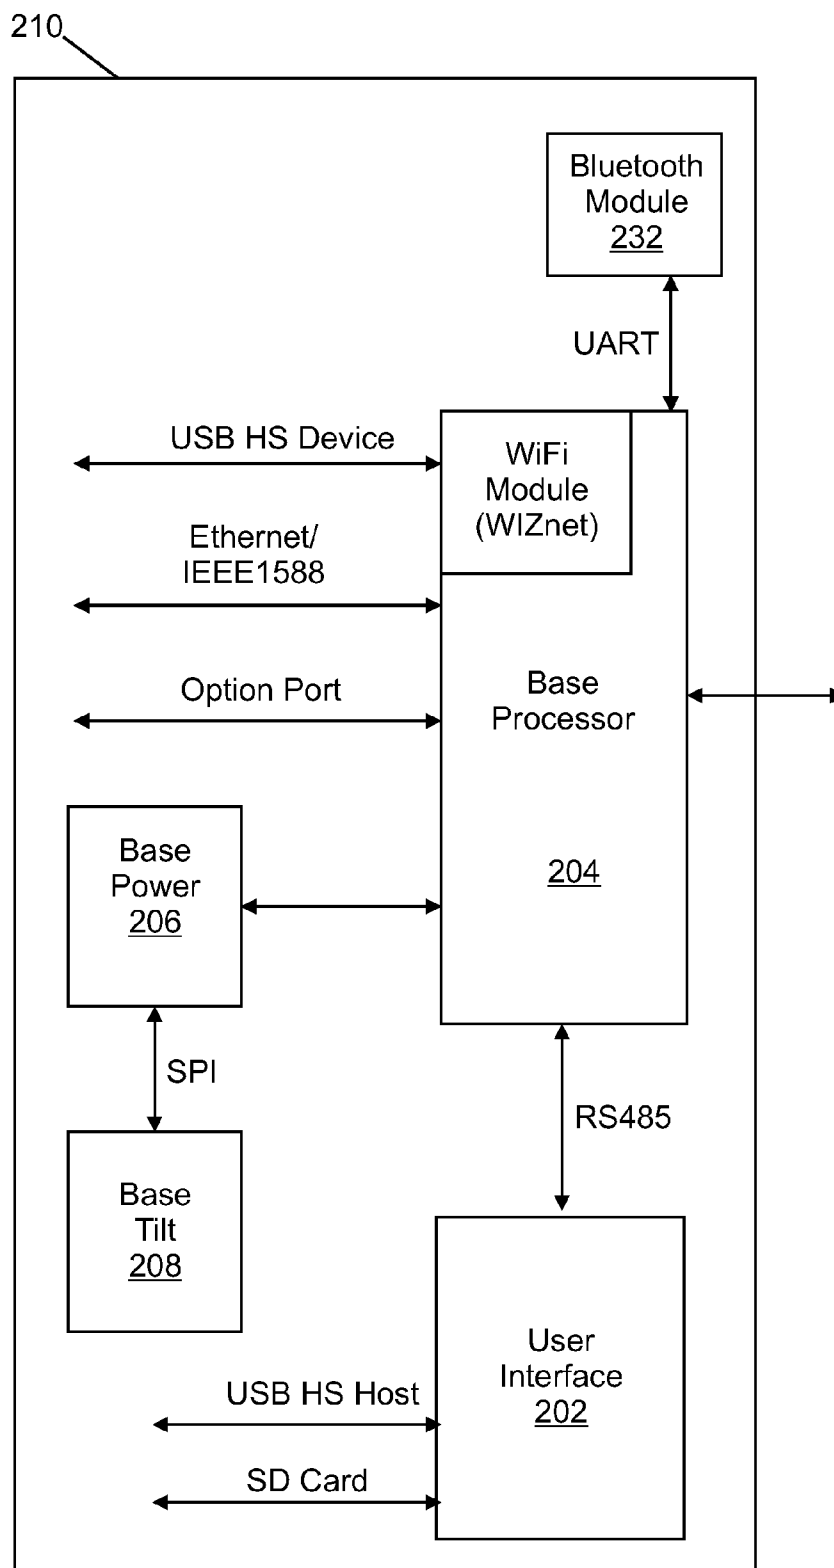 210
Bluetooth
Module
232
UART
USB HS Device
WiFi
Module
(WIZnet)
Ethernet/
IEEE1588
Option Port
Base
Processor
204
Base
Power
206
SPI
RS485
Base
Tilt
208
User
Interface
202
USB HS Host
SD Card